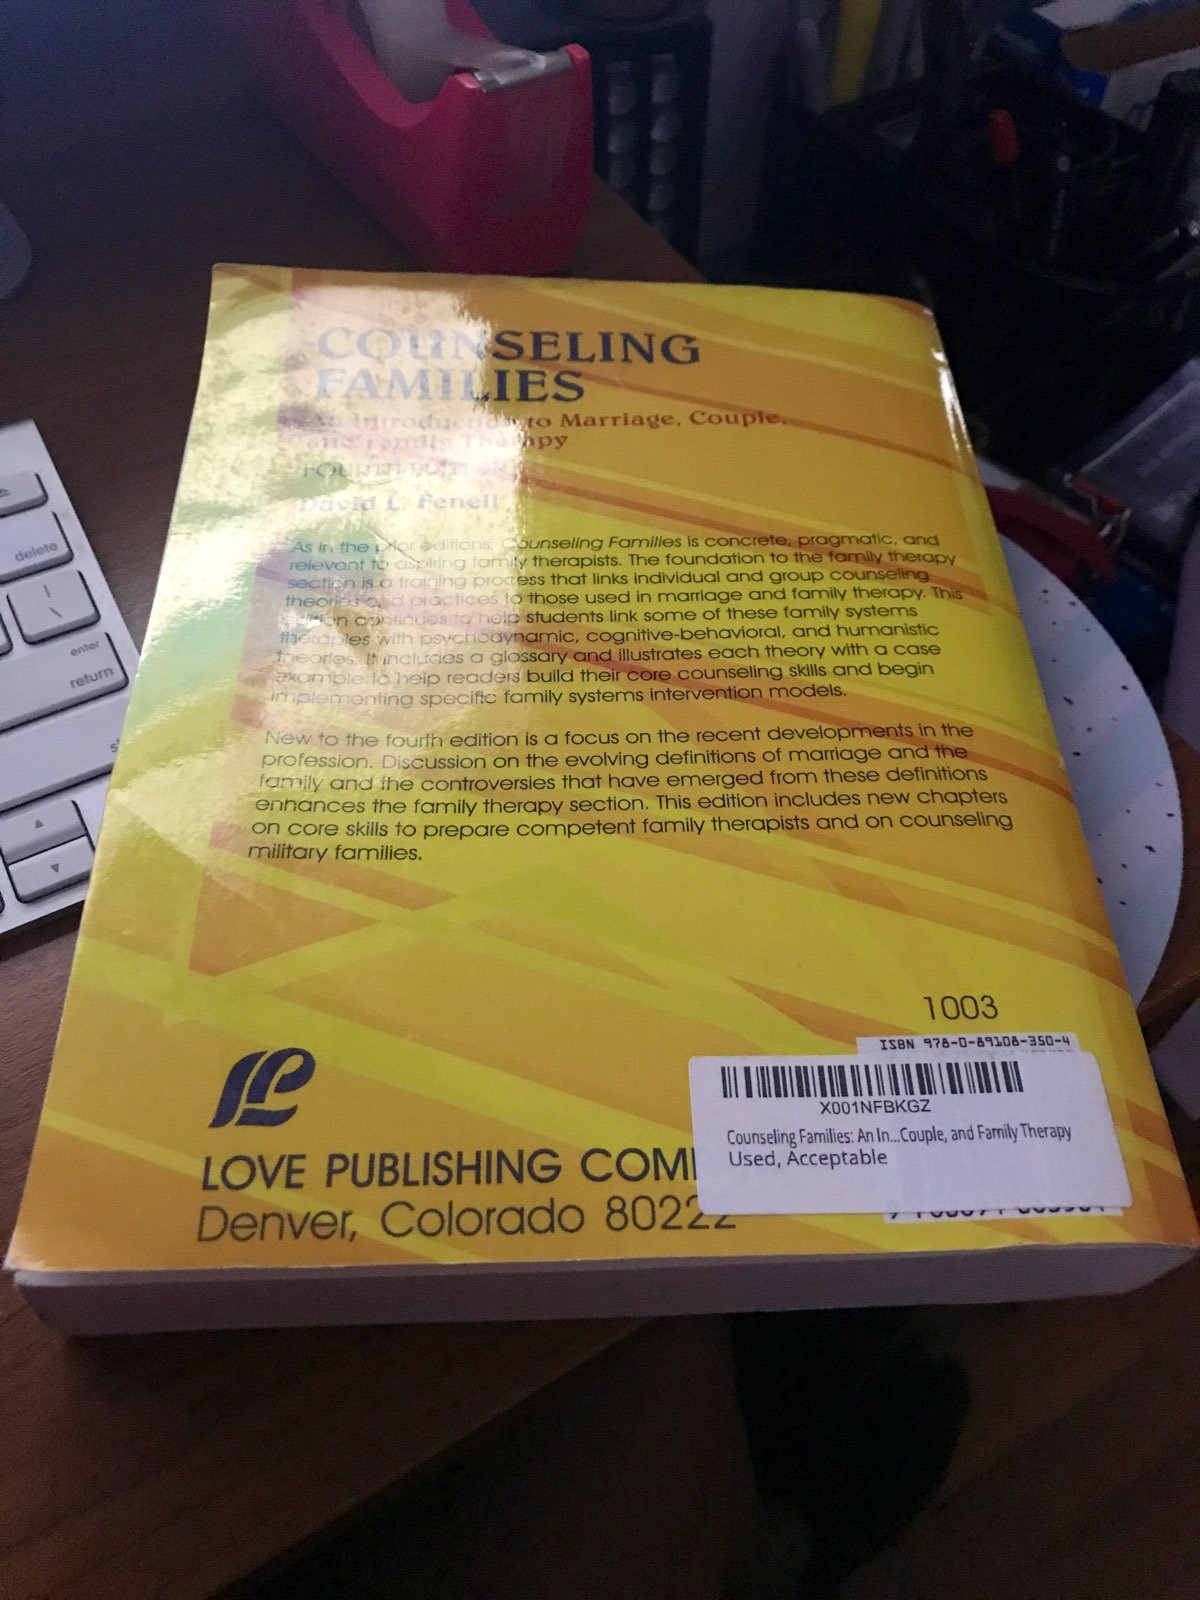 COUNSELING
FAMILIES
An Introduction to Marriage, Couple,
and Family Therapy
FOURTH EDITION
David L. Fenell
As in the prior editions, Counseling Families is concrete, pragmatic, and
relevant to aspiring family therapists. The foundation to the family therapy
section is a training process that links individual and group counseling
theories and practices to those used in marriage and family therapy. This
edition continues to help students link some of these family systems
therapies with psychodynamic, cognitive-behavioral, and humanistic
theories. It includes a glossary and illustrates each theory with a case
example to help readers build their core counseling skills and begin
implementing specific family systems intervention models.
New to the fourth edition is a focus on the recent developments in the
profession. Discussion on the evolving definitions of marriage and the
family and the controversies that have emerged from these definitions
enhances the family therapy section. This edition includes new chapters
on core skills to prepare competent family therapists and on counseling
military families.
1003
ISBN 978-0-89108-350-4
X001NFBKGZ
Counseling Families: An In...Couple, and Family Therapy
Used, Acceptable
LP
LOVE PUBLISHING COM
Denver, Colorado 80222
delete
enter
return